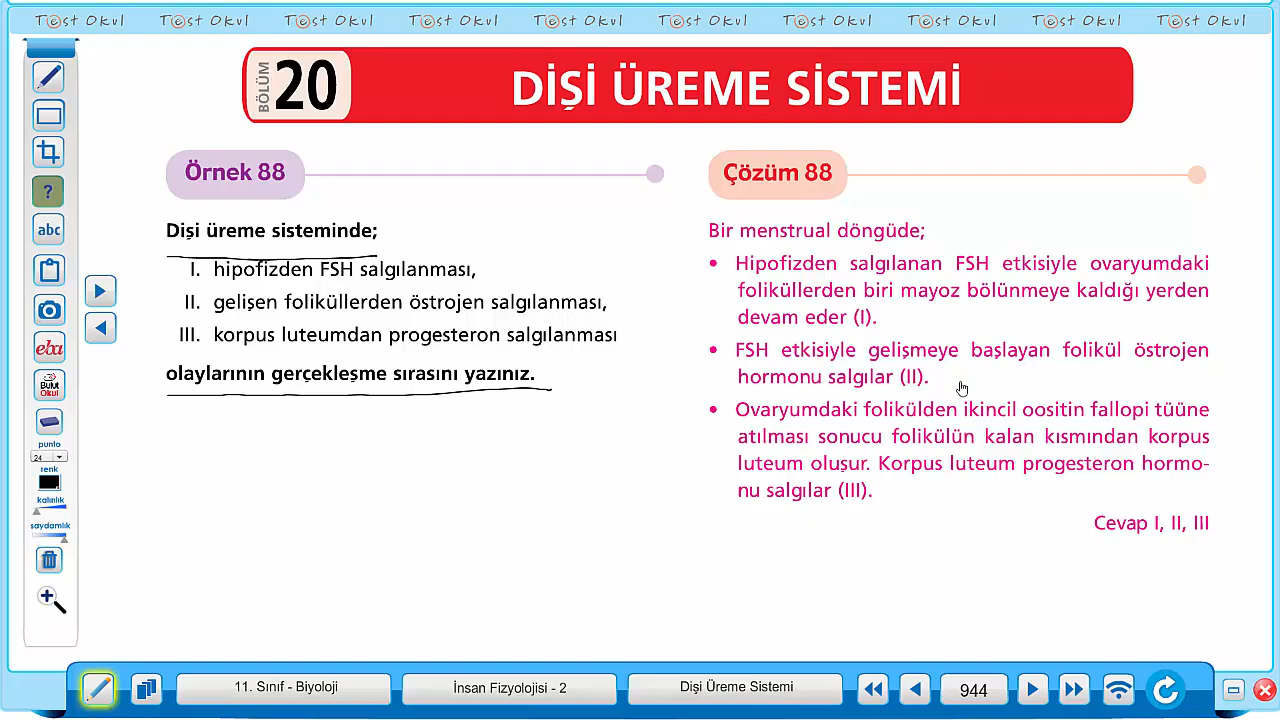 Test Okul Test Okul Test Okul Test Okul Test Okul Test Okul Test Okul Test Okul Test Okul Test Okul
BÖLÜM 20 DİŞİ ÜREME SİSTEMİ
Örnek 88
Dişi üreme sisteminde;
I. hipofizden FSH salgılanması,
II. gelişen foliküllerden östrojen salgılanması,
III. korpus luteumdan progesteron salgılanması
olaylarının gerçekleşme sırasını yazınız.
Çözüm 88
Bir menstrual döngüde;
• Hipofizden salgılanan FSH etkisiyle ovaryumdaki
foliküllerden biri mayoz bölünmeye kaldığı yerden
devam eder (I).
• FSH etkisiyle gelişmeye başlayan folikül östrojen
hormonu salgılar (II).
• Ovaryumdaki folikülden ikincil oositin fallopi tüüne
atılması sonucu folikülün kalan kısmından korpus
luteum oluşur. Korpus luteum progesteron hormo-
nu salgılar (III).
Cevap I, II, III
?
abc
eba
Bulut
Okul
punto
24
renk
kalınlık
saydamlık
11. Sınıf - Biyoloji
İnsan Fizyolojisi - 2
Dişi Üreme Sistemi
944